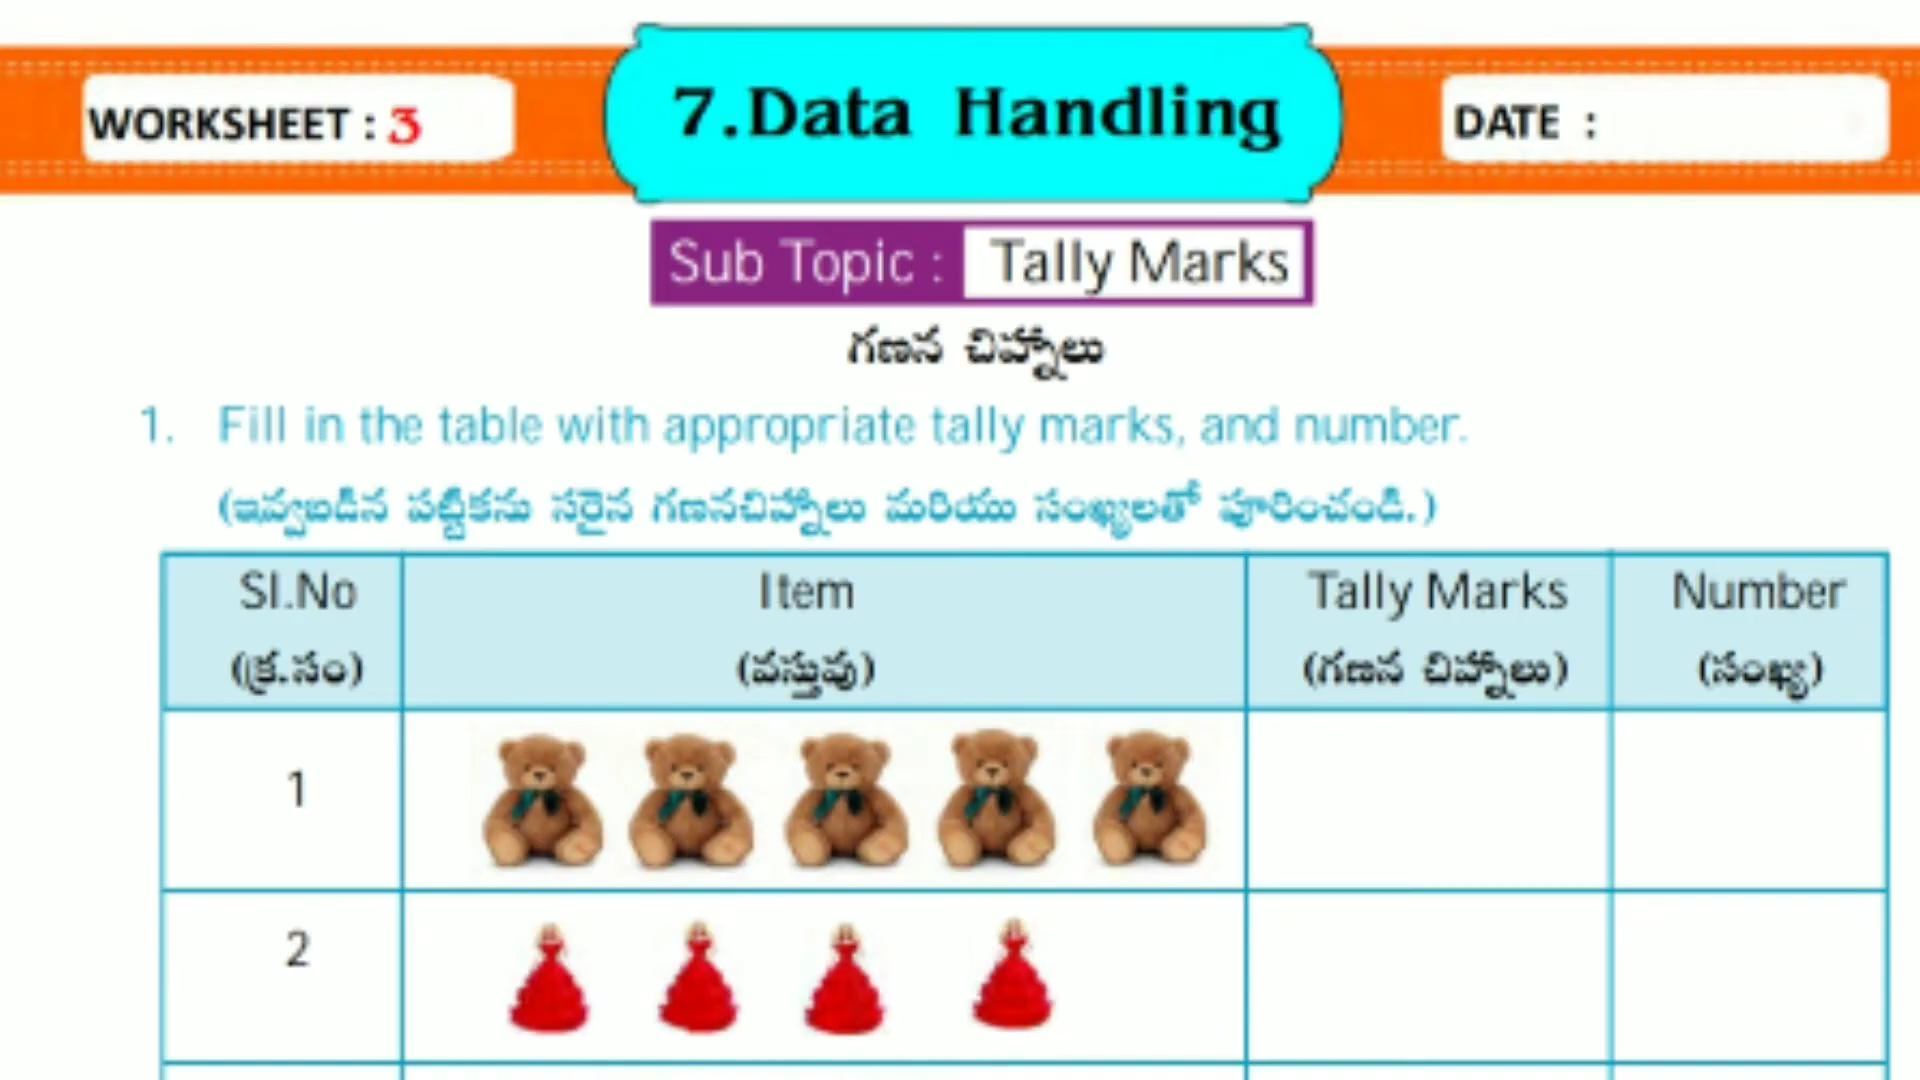 WORKSHEET : 3
7.Data Handling
DATE :
Sub Topic : Tally Marks
గణన చిహ్నాలు
1. Fill in the table with appropriate tally marks, and number.
(ఇవ్వబడిన పట్టికను సరైన గణనచిహ్నాలు మరియు సంఖ్యలతో పూరించండి.)
Sl.No Item Tally Marks Number
(క్ర.సం) (వస్తువు) (గణన చిహ్నాలు) (సంఖ్య)
1
2